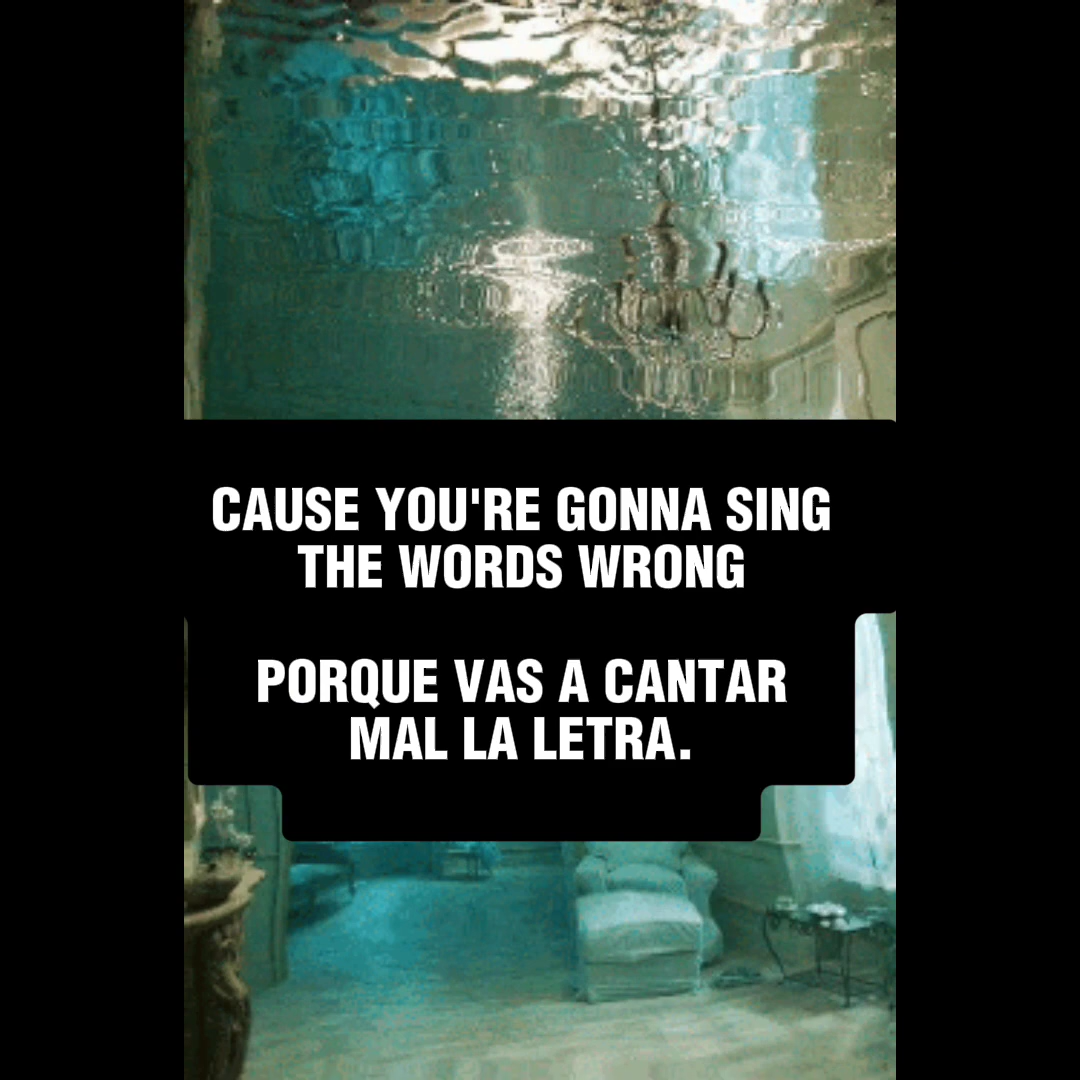 CAUSE YOU'RE GONNA SING
THE WORDS WRONG
PORQUE VAS A CANTAR
MAL LA LETRA.